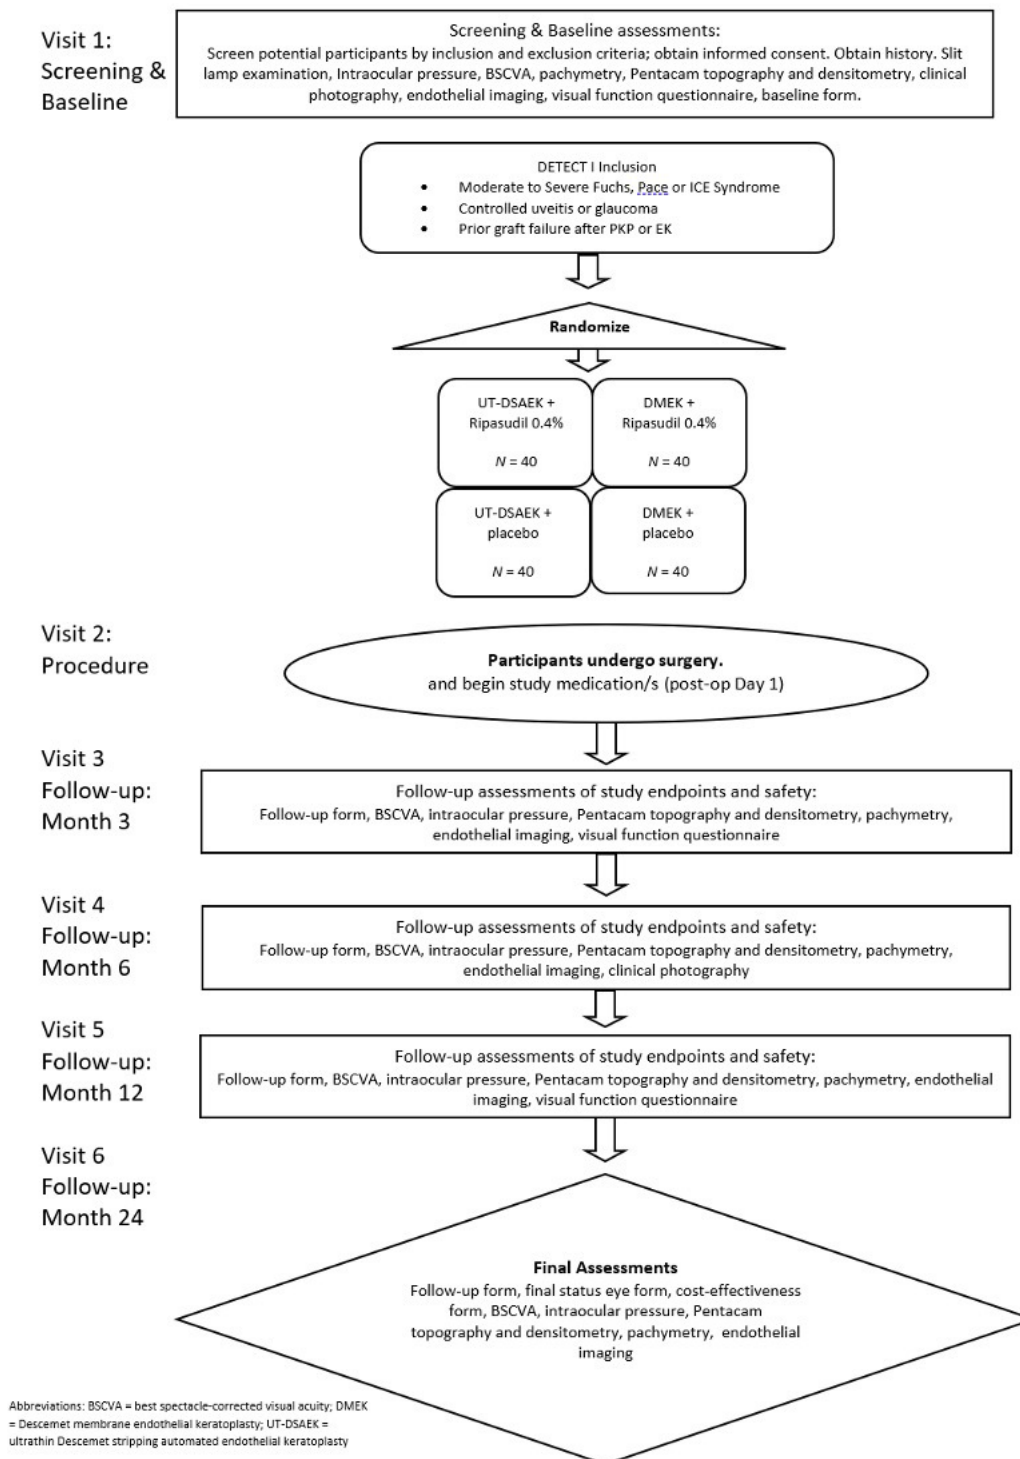 Visit 1:
Screening &
Baseline
Screening & Baseline assessments:
Screen potential participants by inclusion and exclusion criteria; obtain informed consent. Obtain history. Slit
lamp examination, Intraocular pressure, BSCVA, pachymetry, Pentacam topography and densitometry, clinical
photography, endothelial imaging, visual function questionnaire, baseline form.
DETECT I Inclusion
• Moderate to Severe Fuchs, Pace or ICE Syndrome
• Controlled uveitis or glaucoma
• Prior graft failure after PKP or EK
Randomize
UT-DSAEK +
Ripasudil 0.4%
N = 40
DMEK +
Ripasudil 0.4%
N = 40
UT-DSAEK +
placebo
N = 40
DMEK +
placebo
N = 40
Visit 2:
Procedure
Participants undergo surgery.
and begin study medication/s (post-op Day 1)
Visit 3
Follow-up:
Month 3
Follow-up assessments of study endpoints and safety:
Follow-up form, BSCVA, intraocular pressure, Pentacam topography and densitometry, pachymetry,
endothelial imaging, visual function questionnaire
Visit 4
Follow-up:
Month 6
Follow-up assessments of study endpoints and safety:
Follow-up form, BSCVA, intraocular pressure, Pentacam topography and densitometry, pachymetry,
endothelial imaging, clinical photography
Visit 5
Follow-up:
Month 12
Follow-up assessments of study endpoints and safety:
Follow-up form, BSCVA, intraocular pressure, Pentacam topography and densitometry, pachymetry, endothelial
imaging, visual function questionnaire
Visit 6
Follow-up:
Month 24
Final Assessments
Follow-up form, final status eye form, cost-effectiveness
form, BSCVA, intraocular pressure, Pentacam
topography and densitometry, pachymetry, endothelial
imaging
Abbreviations: BSCVA = best spectacle-corrected visual acuity; DMEK
= Descemet membrane endothelial keratoplasty; UT-DSAEK =
ultrathin Descemet stripping automated endothelial keratoplasty